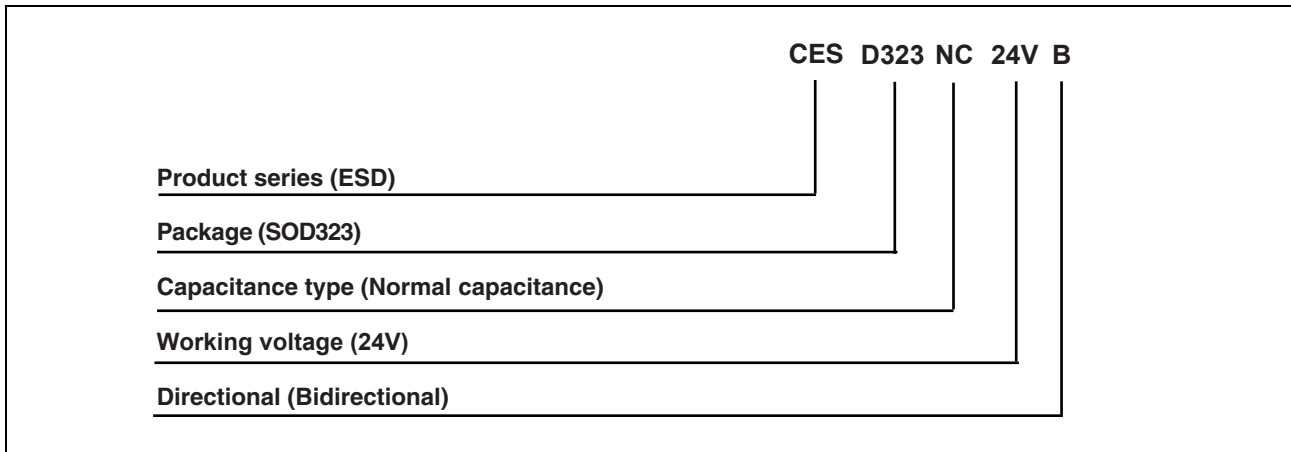 CES D323 NC 24V B
Product series (ESD)
Package (SOD323)
Capacitance type (Normal capacitance)
Working voltage (24V)
Directional (Bidirectional)